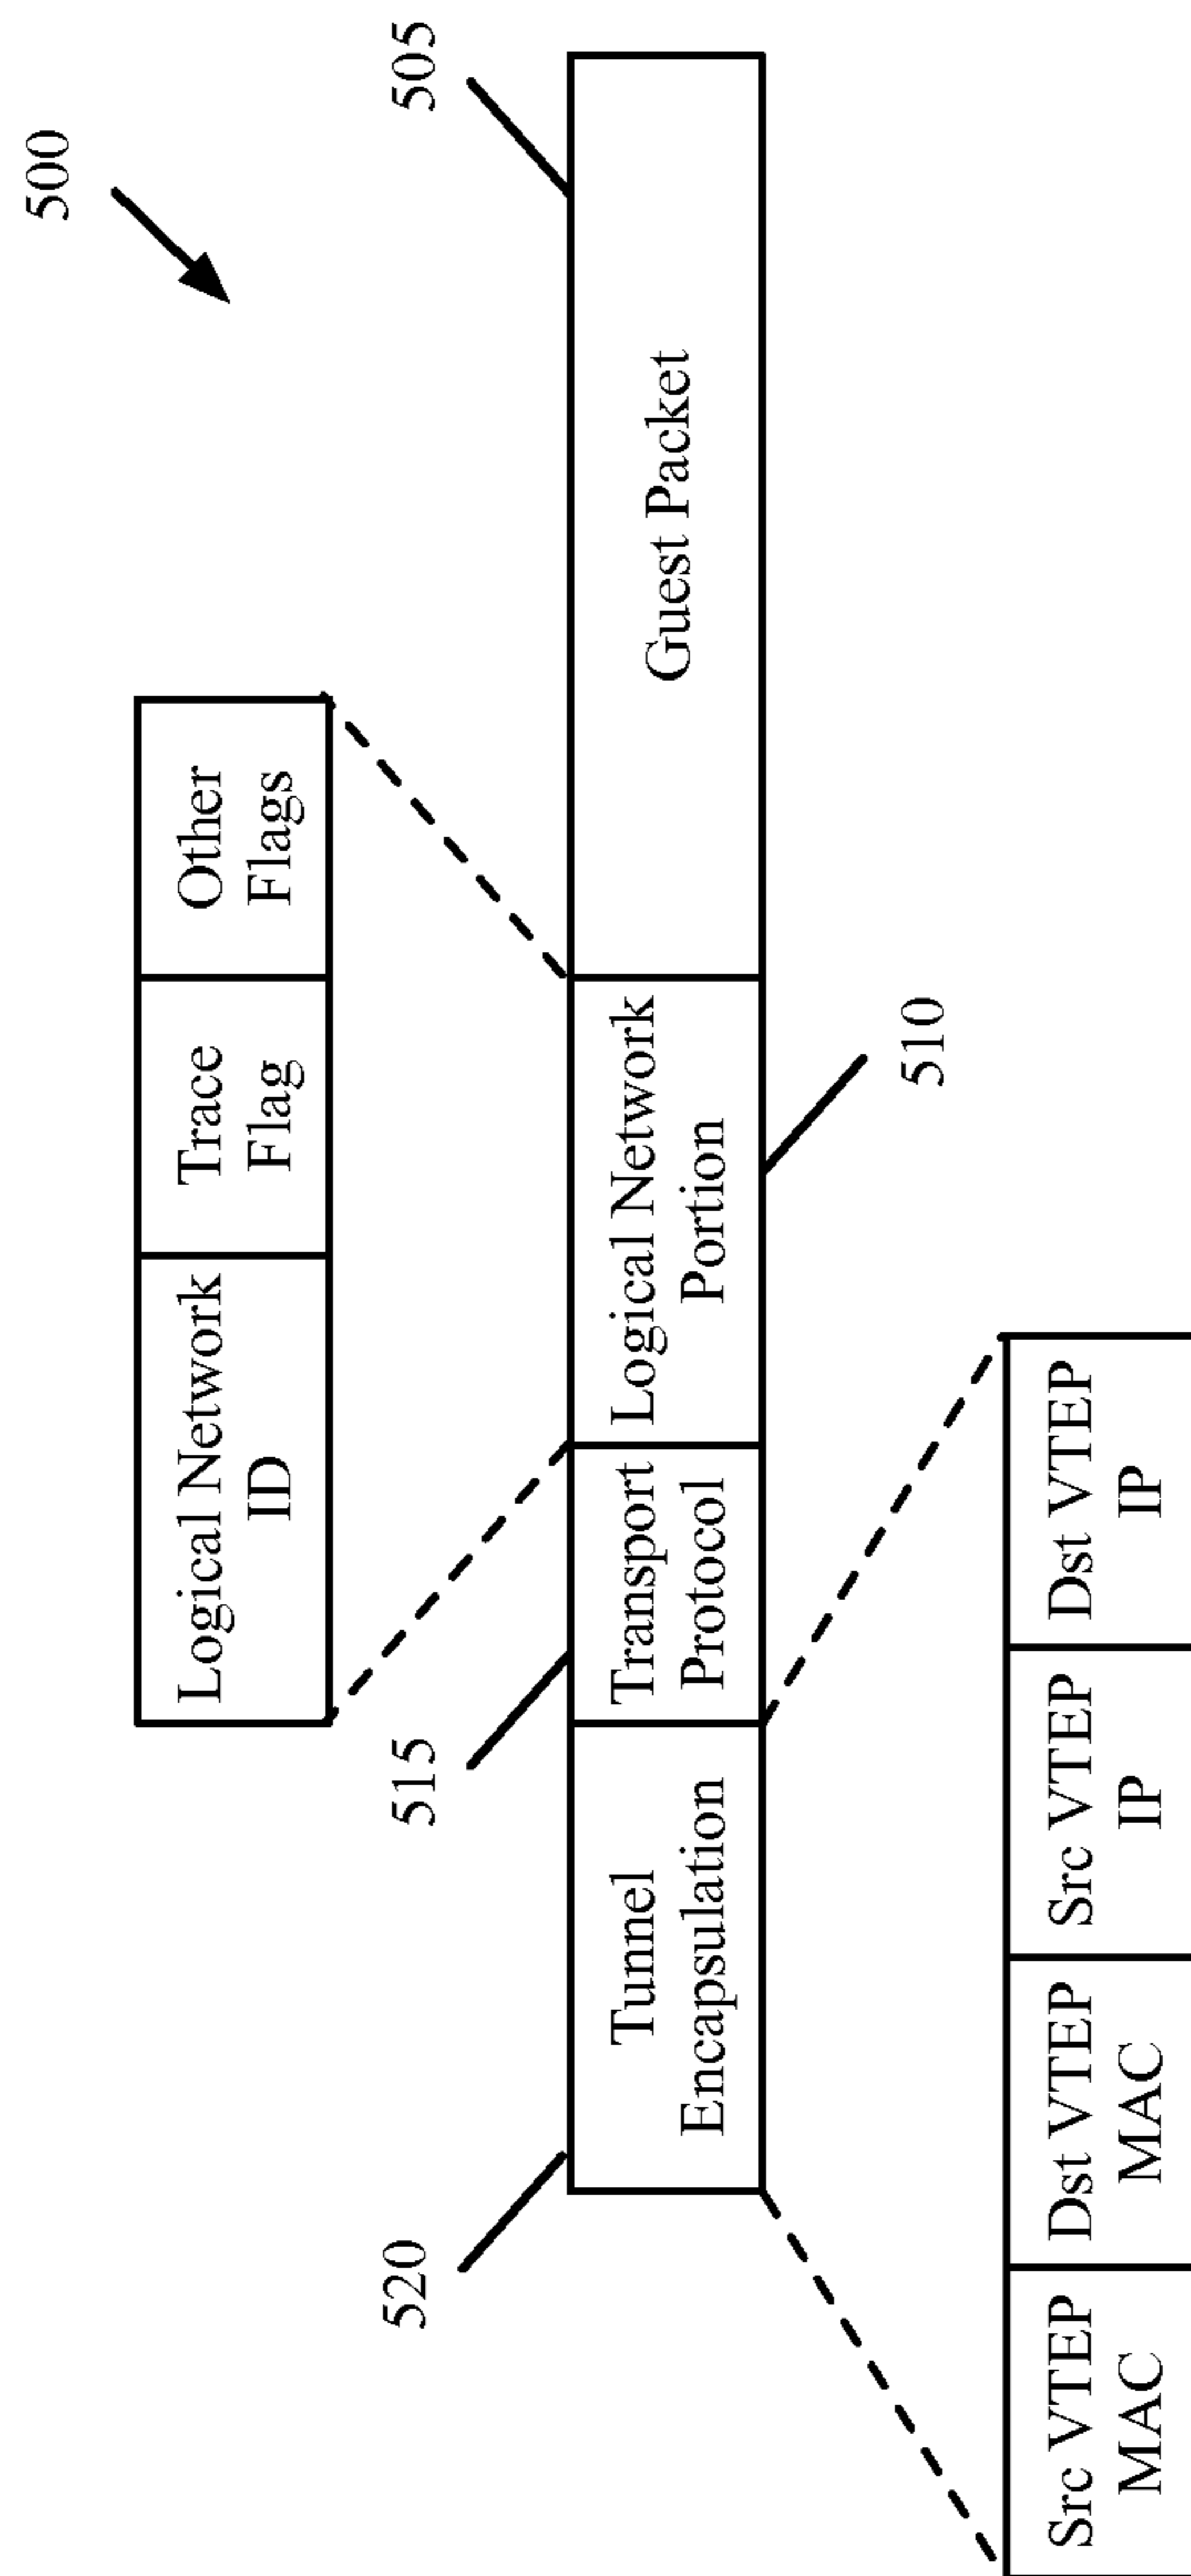 500
Logical Network
ID
Trace
Flag
Other
Flags
520
515
505
Tunnel
Encapsulation
Transport
Protocol
Logical Network
Portion
Guest Packet
510
Src VTEP
MAC
Dst VTEP
MAC
Src VTEP
IP
Dst VTEP
IP